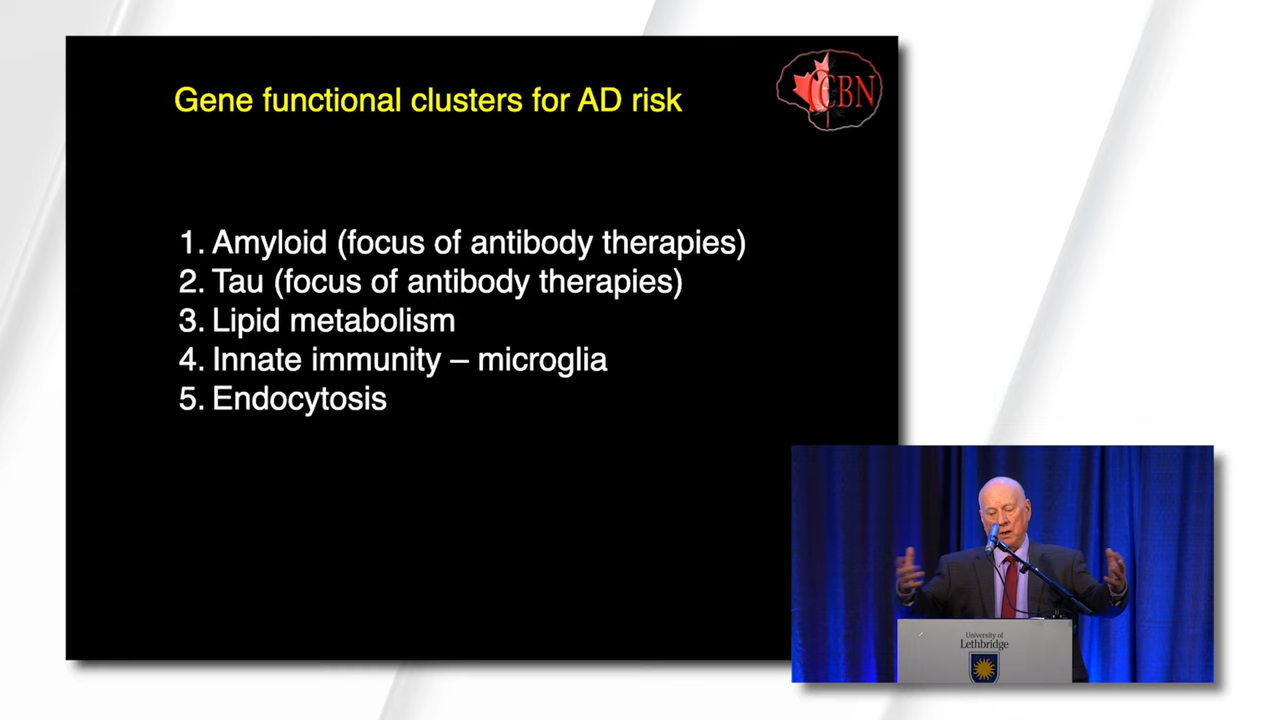 Gene functional clusters for AD risk
CCBN
1. Amyloid (focus of antibody therapies)
2. Tau (focus of antibody therapies)
3. Lipid metabolism
4. Innate immunity – microglia
5. Endocytosis
University of
Lethbridge